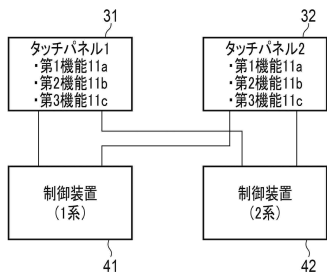 31
32
タッチパネル1
・第1機能11a
・第2機能11b
・第3機能11c
タッチパネル2
・第1機能11a
・第2機能11b
・第3機能11c
制御装置
(1系)
制御装置
(2系)
41
42